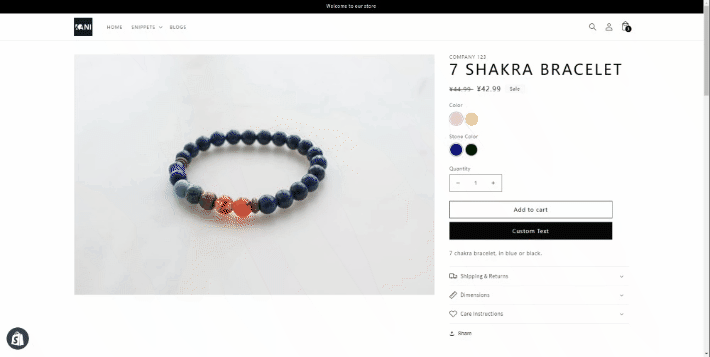 Welcome to our store
HOME
SNIPPETS
BLOGS
COMPANY 123
7 SHAKRA BRACELET
¥44.99 ¥42.99 Sale
Color
Stone Color
Quantity
− 1 +
Add to cart
Custom Text
7 chakra bracelet, in blue or black.
Shipping & Returns
Dimensions
Care Instructions
Share